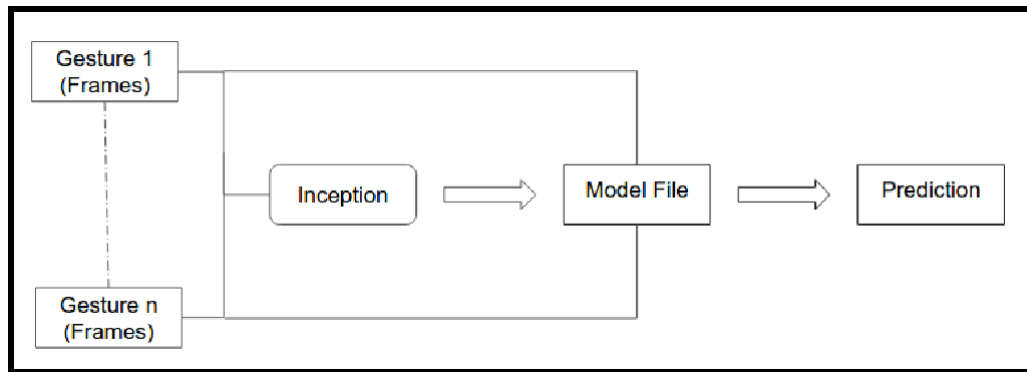 Gesture 1
(Frames)
Inception
Model File
Prediction
Gesture n
(Frames)